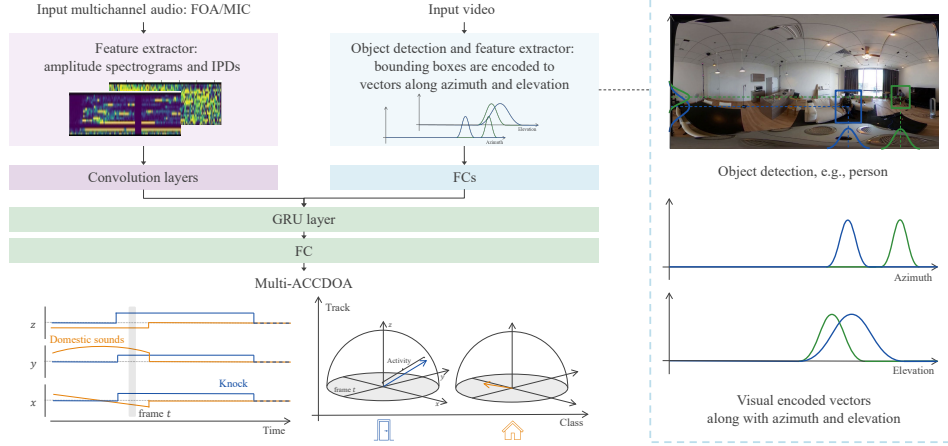 Input multichannel audio: FOA/MIC
Feature extractor:
amplitude spectrograms and IPDs
Convolution layers
Input video
Object detection and feature extractor:
bounding boxes are encoded to
vectors along azimuth and elevation
Elevation
Azimuth
FCs
GRU layer
FC
Multi-ACCDOA
z
Domestic sounds
y
Knock
x
frame t
Time
Track
z
Activity
y
frame t
x
Class
Object detection, e.g., person
Azimuth
Elevation
Visual encoded vectors
along with azimuth and elevation